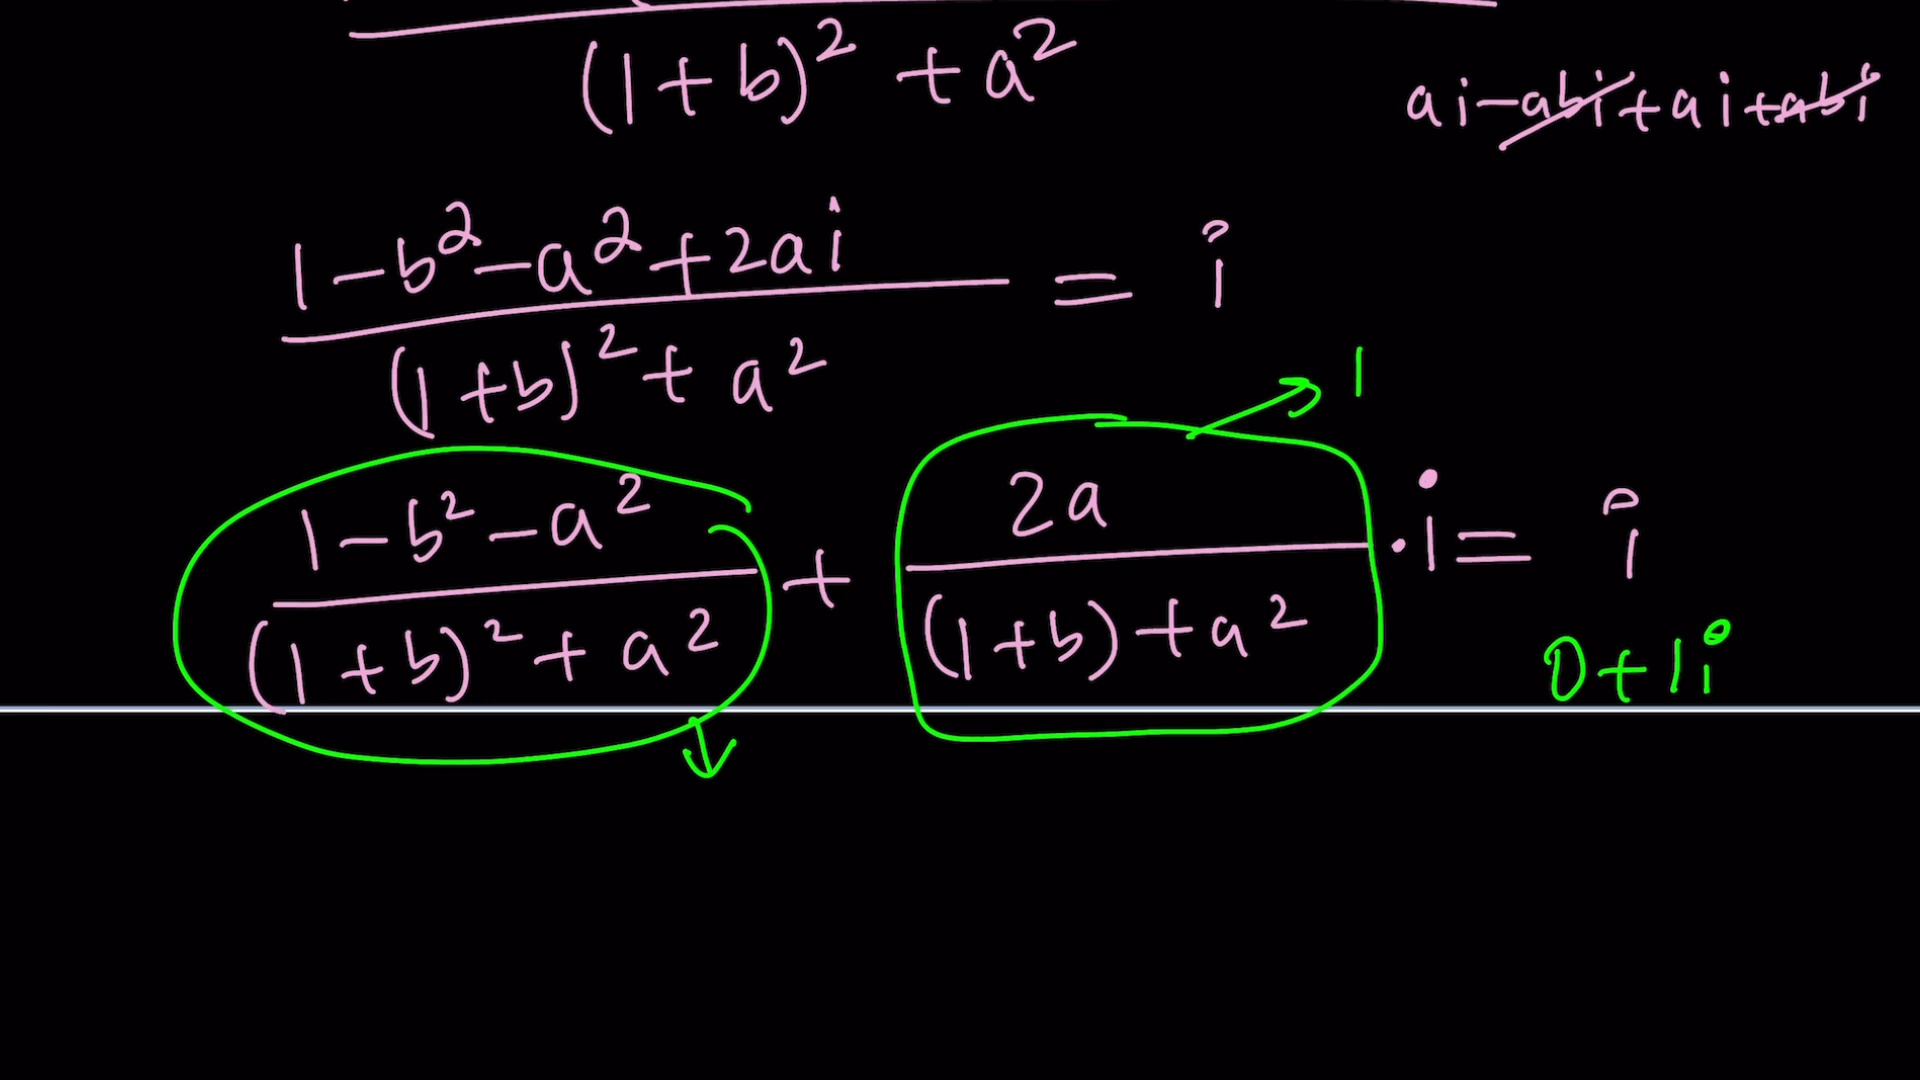 (1+b)² + a²
ai-abi+ai+abi
1-b²-a²+2ai / (1+b)²+a² = i
1
1-b²-a² / (1+b)²+a² + 2a / (1+b)+a² · i = i
0+1i